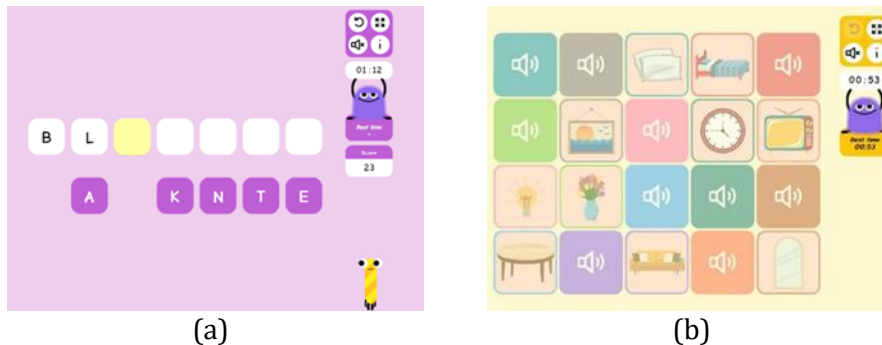 01:12
B L
Best time
-
Score
23
A K N T E
(a)
00:53
Best time
00:53
(b)